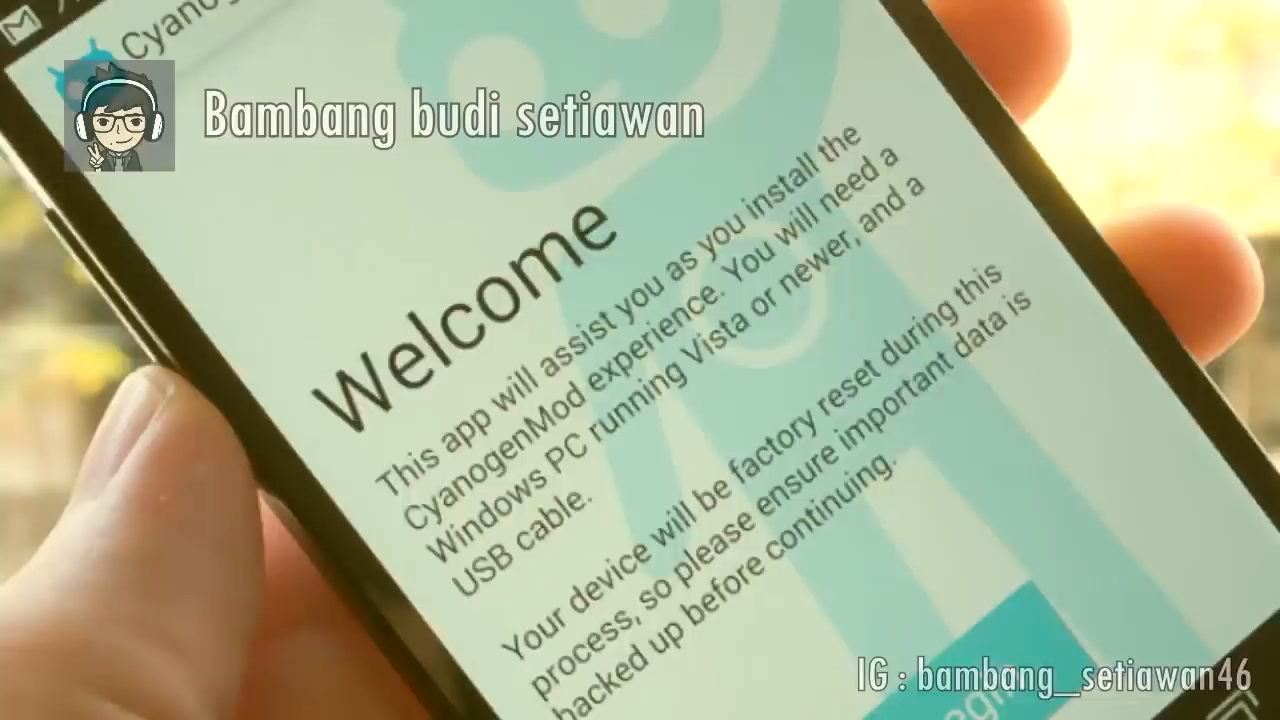 Cyanog
Bambang budi setiawan
Welcome
This app will assist you as you install the
CyanogenMod experience. You will need a
Windows PC running Vista or newer, and a
USB cable.
Your device will be factory reset during this
process, so please ensure important data is
backed up before continuing.
IG : bambang_setiawan46